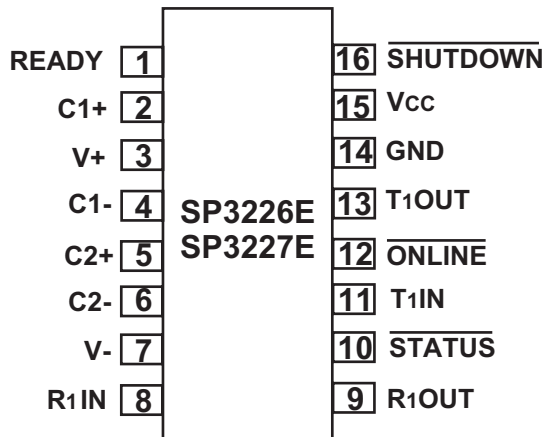 READY 1 16 SHUTDOWN
C1+ 2 15 Vcc
V+ 3 14 GND
C1- 4 13 T1OUT
SP3226E
SP3227E
C2+ 5 12 ONLINE
C2- 6 11 T1IN
V- 7 10 STATUS
R1IN 8 9 R1OUT